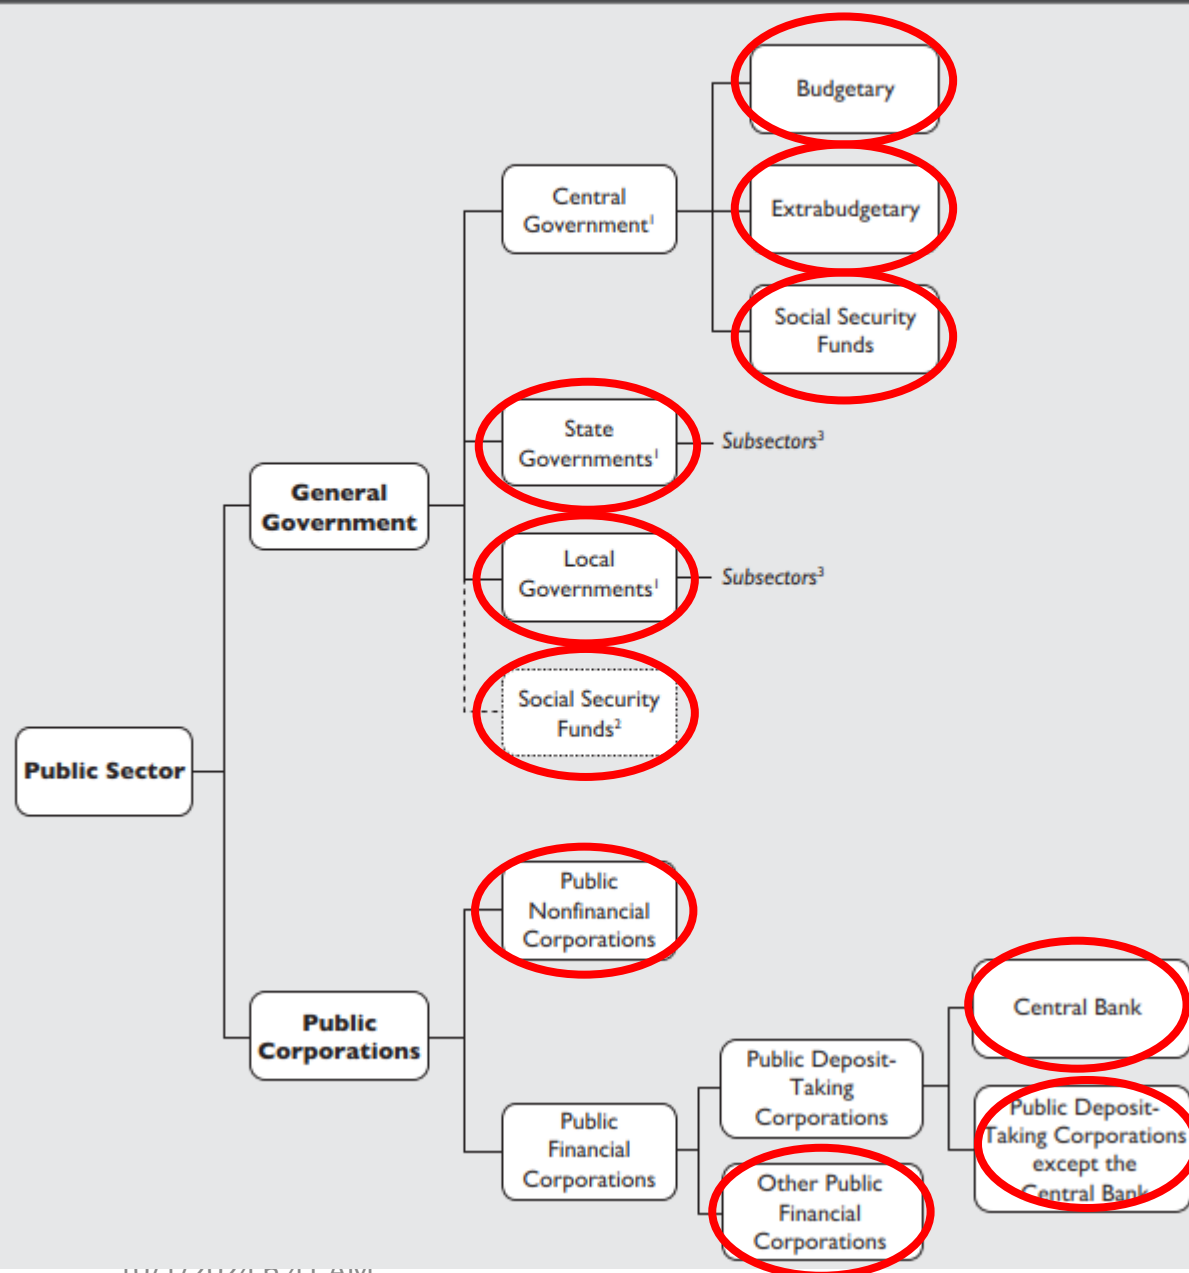 Budgetary
Central
Government¹
Extrabudgetary
Social Security
Funds
State
Governments¹
Subsectors³
General
Government
Local
Governments¹
Subsectors³
Social Security
Funds²
Public Sector
Public
Nonfinancial
Corporations
Public
Corporations
Central Bank
Public Deposit-
Taking
Corporations
Public Deposit-
Taking Corporations
except the
Central Bank
Public
Financial
Corporations
Other Public
Financial
Corporations